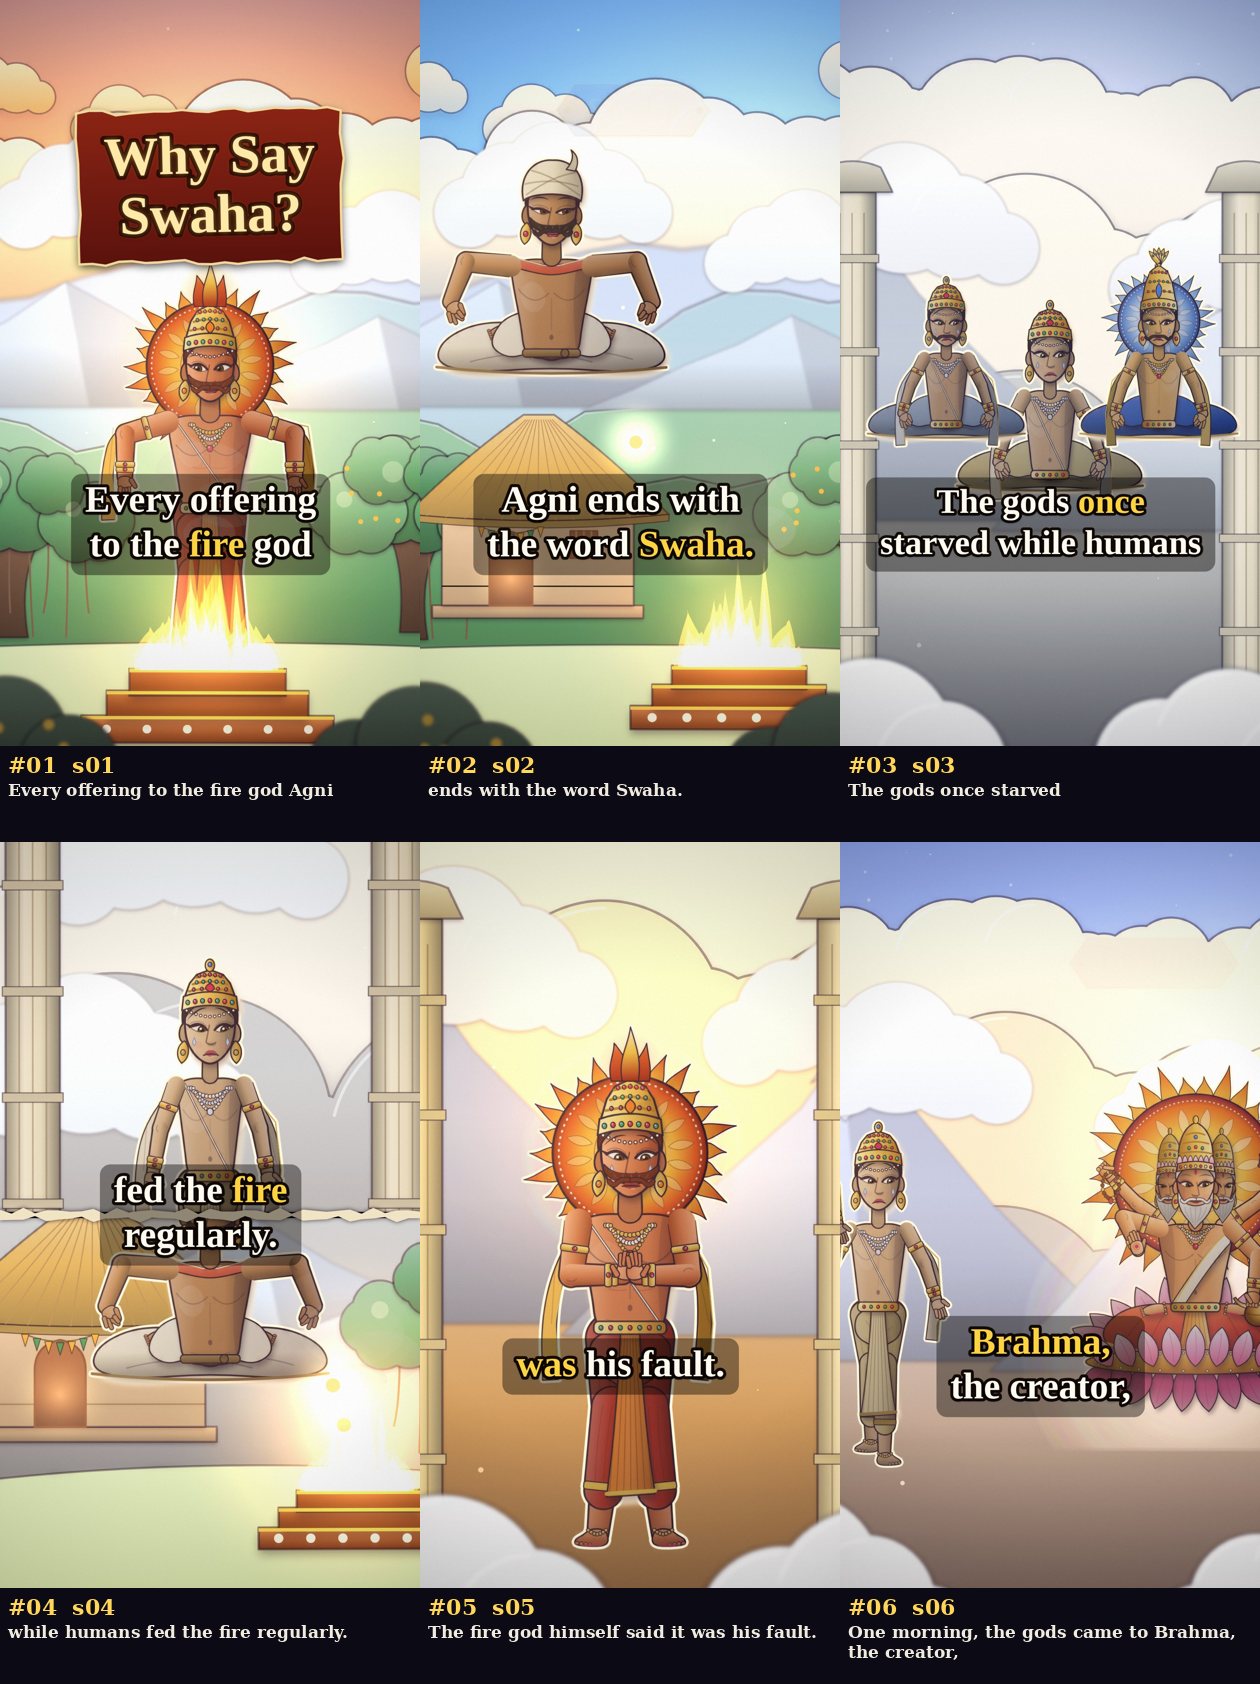 Why Say
Swaha?
Every offering
to the fire god
#01 s01
Every offering to the fire god Agni
Agni ends with
the word Swaha.
#02 s02
ends with the word Swaha.
The gods once
starved while humans
#03 s03
The gods once starved
fed the fire
regularly.
#04 s04
while humans fed the fire regularly.
was his fault.
#05 s05
The fire god himself said it was his fault.
Brahma,
the creator,
#06 s06
One morning, the gods came to Brahma,
the creator,